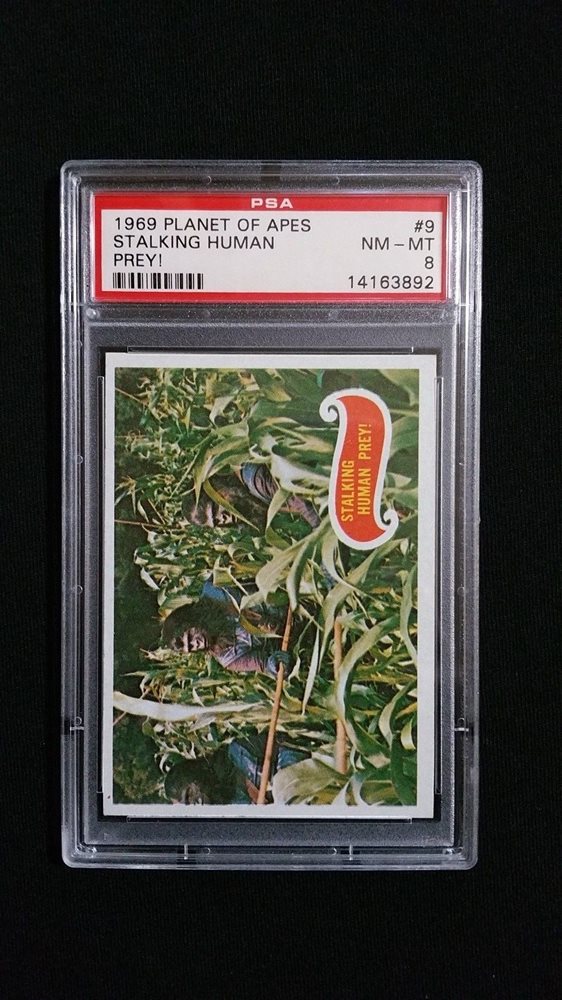 PSA
1969 PLANET OF APES #9
STALKING HUMAN NM - MT
PREY! 8
14163892
STALKING
HUMAN PREY!